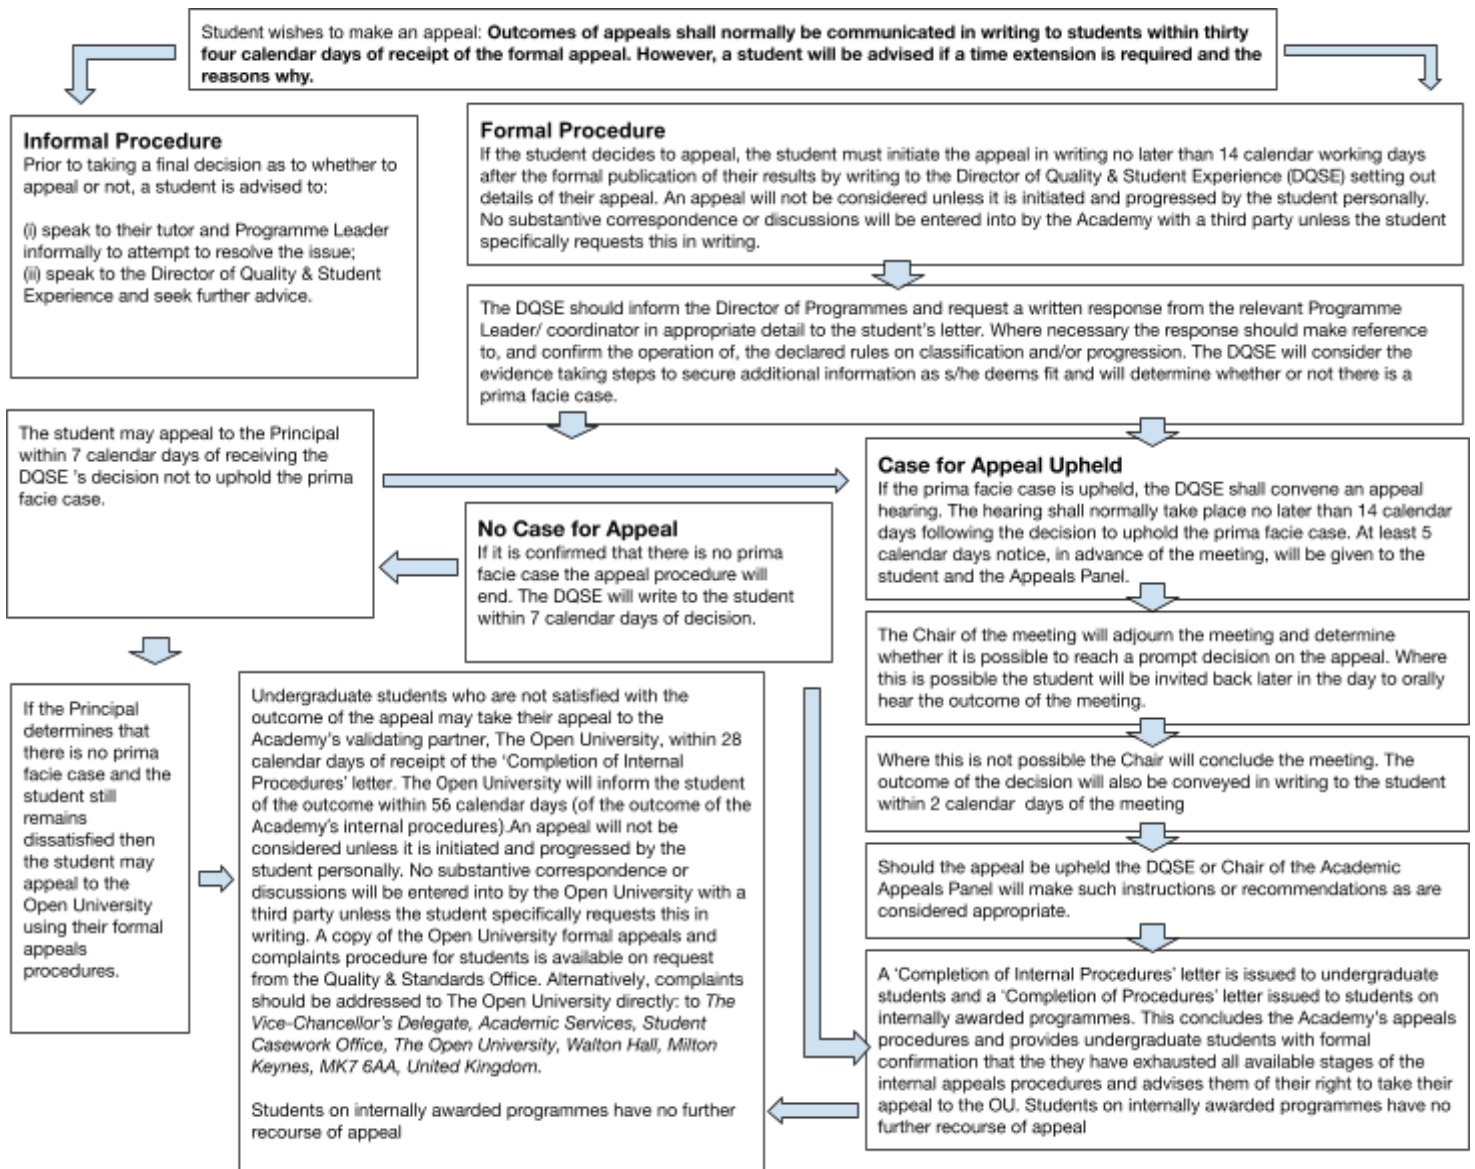 Student wishes to make an appeal: Outcomes of appeals shall normally be communicated in writing to students within thirty
four calendar days of receipt of the formal appeal. However, a student will be advised if a time extension is required and the
reasons why.
Informal Procedure
Prior to taking a final decision as to whether to
appeal or not, a student is advised to:
(i) speak to their tutor and Programme Leader
informally to attempt to resolve the issue;
(ii) speak to the Director of Quality & Student
Experience and seek further advice.
Formal Procedure
If the student decides to appeal, the student must initiate the appeal in writing no later than 14 calendar working days
after the formal publication of their results by writing to the Director of Quality & Student Experience (DQSE) setting out
details of their appeal. An appeal will not be considered unless it is initiated and progressed by the student personally.
No substantive correspondence or discussions will be entered into by the Academy with a third party unless the student
specifically requests this in writing.
The DQSE should inform the Director of Programmes and request a written response from the relevant Programme
Leader/ coordinator in appropriate detail to the student's letter. Where necessary the response should make reference
to, and confirm the operation of, the declared rules on classification and/or progression. The DQSE will consider the
evidence taking steps to secure additional information as s/he deems fit and will determine whether or not there is a
prima facie case.
The student may appeal to the Principal
within 7 calendar days of receiving the
DQSE 's decision not to uphold the prima
facie case.
No Case for Appeal
If it is confirmed that there is no prima
facie case the appeal procedure will
end. The DQSE will write to the student
within 7 calendar days of decision.
Case for Appeal Upheld
If the prima facie case is upheld, the DQSE shall convene an appeal
hearing. The hearing shall normally take place no later than 14 calendar
days following the decision to uphold the prima facie case. At least 5
calendar days notice, in advance of the meeting, will be given to the
student and the Appeals Panel.
The Chair of the meeting will adjourn the meeting and determine
whether it is possible to reach a prompt decision on the appeal. Where
this is possible the student will be invited back later in the day to orally
hear the outcome of the meeting.
Where this is not possible the Chair will conclude the meeting. The
outcome of the decision will also be conveyed in writing to the student
within 2 calendar days of the meeting
Should the appeal be upheld the DQSE or Chair of the Academic
Appeals Panel will make such instructions or recommendations as are
considered appropriate.
A 'Completion of Internal Procedures' letter is issued to undergraduate
students and a 'Completion of Procedures' letter issued to students on
internally awarded programmes. This concludes the Academy's appeals
procedures and provides undergraduate students with formal
confirmation that the they have exhausted all available stages of the
internal appeals procedures and advises them of their right to take their
appeal to the OU. Students on internally awarded programmes have no
further recourse of appeal
If the Principal
determines that
there is no prima
facie case and the
student still
remains
dissatisfied then
the student may
appeal to the
Open University
using their formal
appeals
procedures.
Undergraduate students who are not satisfied with the
outcome of the appeal may take their appeal to the
Academy's validating partner, The Open University, within 28
calendar days of receipt of the 'Completion of Internal
Procedures' letter. The Open University will inform the student
of the outcome within 56 calendar days (of the outcome of the
Academy's internal procedures).An appeal will not be
considered unless it is initiated and progressed by the
student personally. No substantive correspondence or
discussions will be entered into by the Open University with a
third party unless the student specifically requests this in
writing. A copy of the Open University formal appeals and
complaints procedure for students is available on request
from the Quality & Standards Office. Alternatively, complaints
should be addressed to The Open University directly: to The
Vice-Chancellor's Delegate, Academic Services, Student
Casework Office, The Open University, Walton Hall, Milton
Keynes, MK7 6AA, United Kingdom.
Students on internally awarded programmes have no further
recourse of appeal